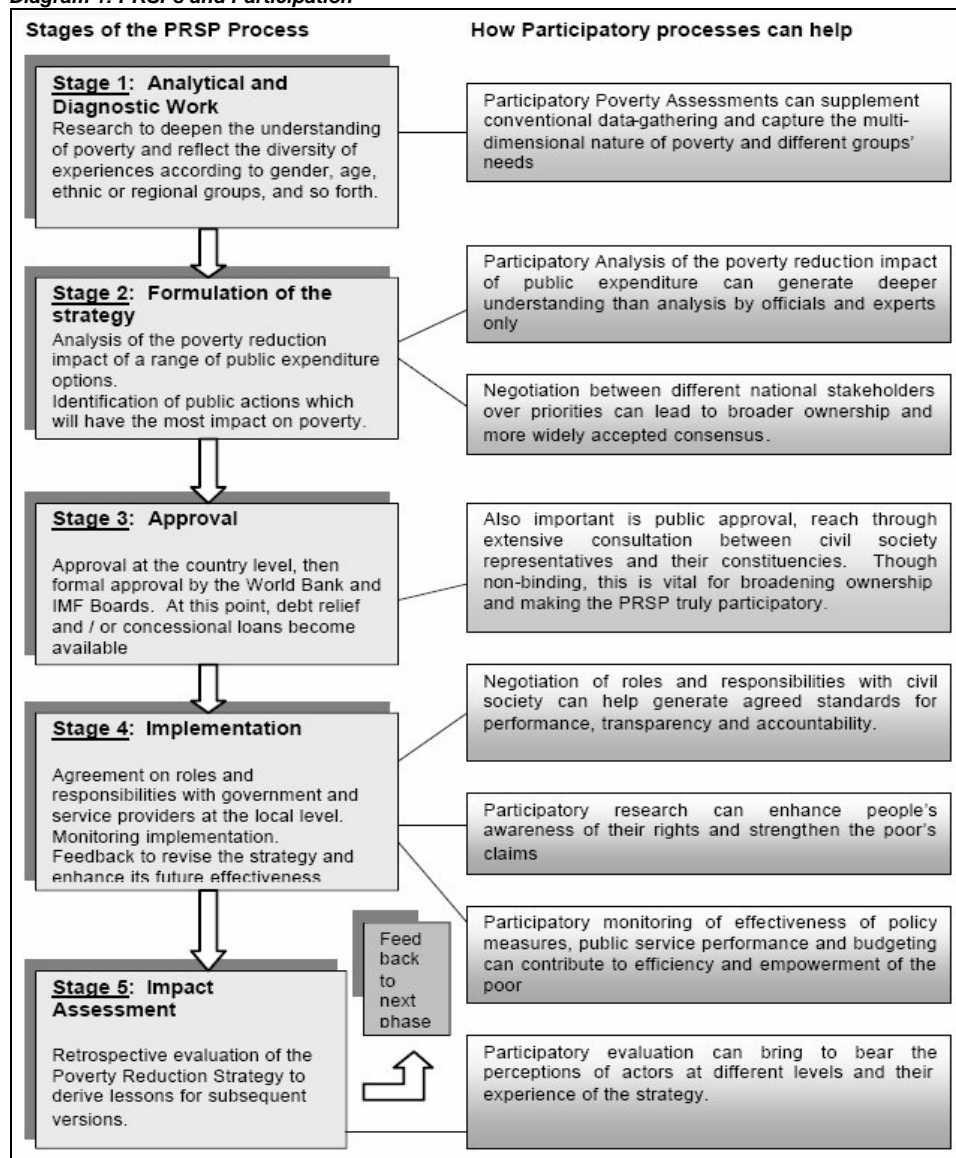 Diagram 1: PRSPs and Participation
Stages of the PRSP Process
How Participatory processes can help
Stage 1: Analytical and
Diagnostic Work
Research to deepen the understanding
of poverty and reflect the diversity of
experiences according to gender, age,
ethnic or regional groups, and so forth.
Participatory Poverty Assessments can supplement
conventional data-gathering and capture the multi-
dimensional nature of poverty and different groups'
needs
Stage 2: Formulation of the
strategy
Analysis of the poverty reduction
impact of a range of public expenditure
options.
Identification of public actions which
will have the most impact on poverty.
Participatory Analysis of the poverty reduction impact
of public expenditure can generate deeper
understanding than analysis by officials and experts
only
Negotiation between different national stakeholders
over priorities can lead to broader ownership and
more widely accepted consensus.
Stage 3: Approval
Approval at the country level, then
formal approval by the World Bank and
IMF Boards. At this point, debt relief
and / or concessional loans become
available
Also important is public approval, reach through
extensive consultation between civil society
representatives and their constituencies. Though
non-binding, this is vital for broadening ownership
and making the PRSP truly participatory.
Stage 4: Implementation
Agreement on roles and
responsibilities with government and
service providers at the local level.
Monitoring implementation.
Feedback to revise the strategy and
enhance its future effectiveness
Negotiation of roles and responsibilities with civil
society can help generate agreed standards for
performance, transparency and accountability.
Participatory research can enhance people's
awareness of their rights and strengthen the poor's
claims
Participatory monitoring of effectiveness of policy
measures, public service performance and budgeting
can contribute to efficiency and empowerment of the
poor
Feed
back
to
next
phase
Stage 5: Impact
Assessment
Retrospective evaluation of the
Poverty Reduction Strategy to
derive lessons for subsequent
versions.
Participatory evaluation can bring to bear the
perceptions of actors at different levels and their
experience of the strategy.